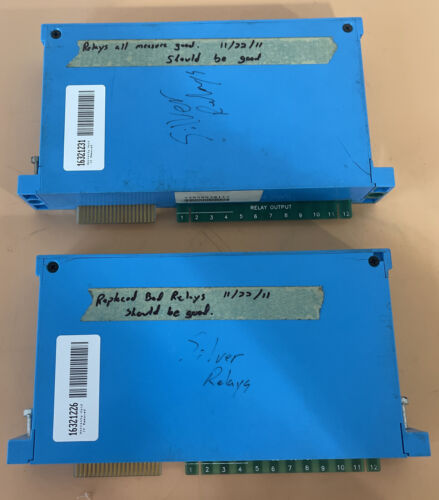 Relays all measure good. 11/22/11
Should be good
Silver
Relays
16321231
RELAY OUTPUT
1 2 3 4 5 6 7 8 9 10 11 12
Replaced Bad Relays 11/22/11
Should be good.
Silver
Relays
16321226
1 2 3 4 5 6 7 8 9 10 11 12